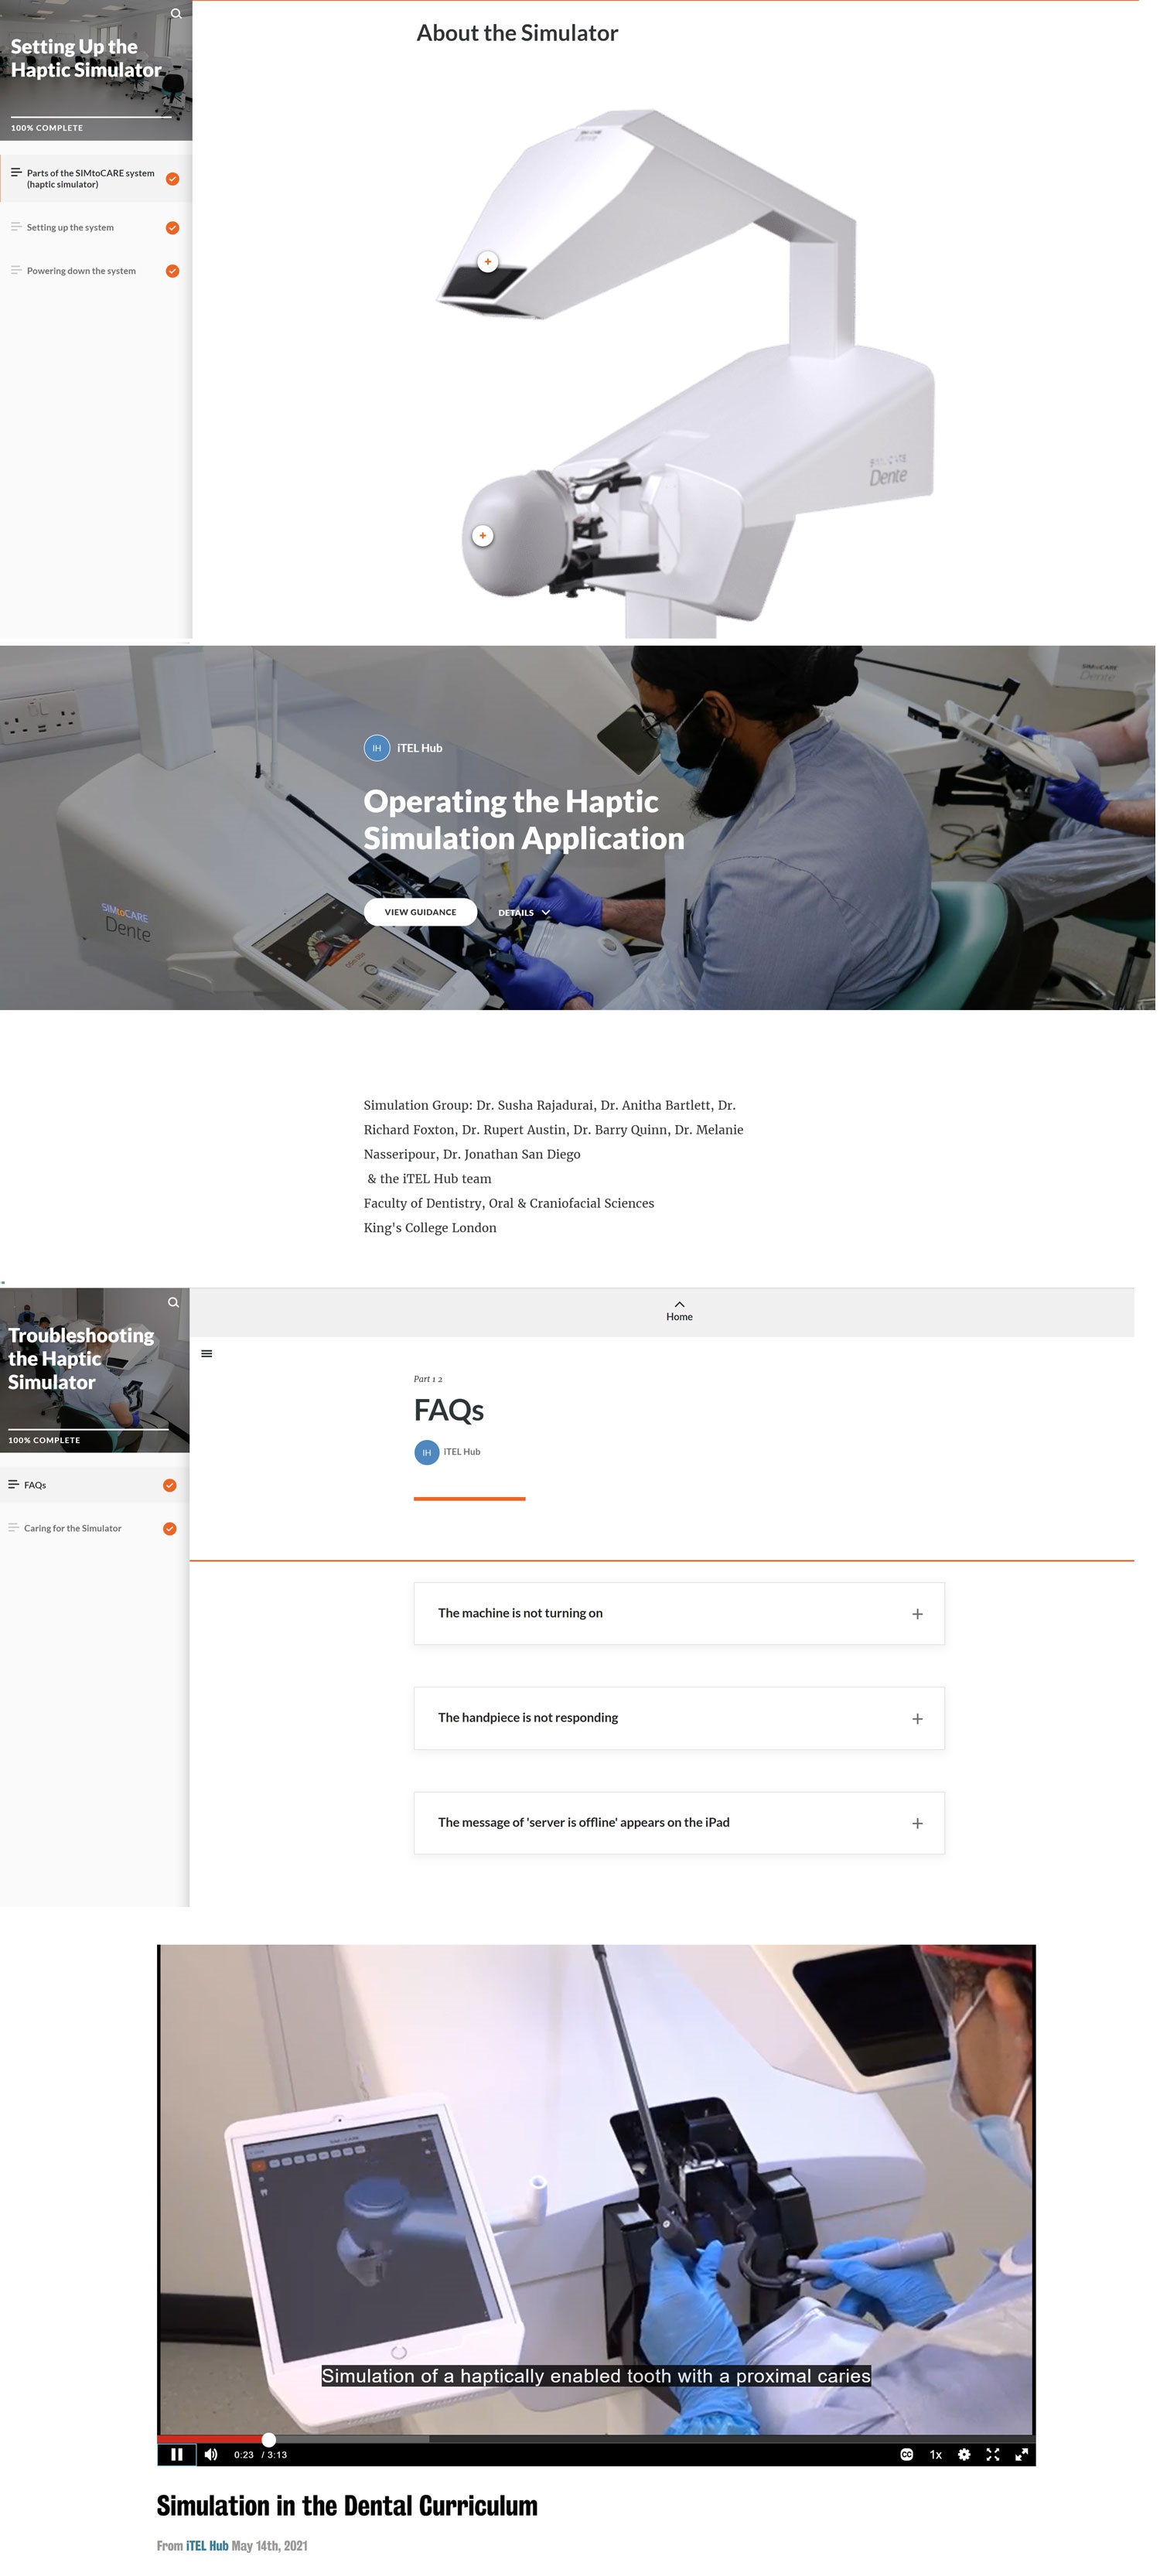 Setting Up the
Haptic Simulator
100% COMPLETE
Parts of the SIMtoCARE system
(haptic simulator)
Setting up the system
Powering down the system
About the Simulator
Dente
SIMtoCARE
Dente
IH iTEL Hub
Operating the Haptic
Simulation Application
VIEW GUIDANCE DETAILS
SIMtoCARE
Dente
Simulation Group: Dr. Susha Rajadurai, Dr. Anitha Bartlett, Dr.
Richard Foxton, Dr. Rupert Austin, Dr. Barry Quinn, Dr. Melanie
Nasseripour, Dr. Jonathan San Diego
& the iTEL Hub team
Faculty of Dentistry, Oral & Craniofacial Sciences
King's College London
Troubleshooting
the Haptic
Simulator
100% COMPLETE
FAQs
Caring for the Simulator
Home
Part 1 2
FAQs
IH iTEL Hub
The machine is not turning on
The handpiece is not responding
The message of 'server is offline' appears on the iPad
Simulation of a haptically enabled tooth with a proximal caries
0:23 / 3:13 CC 1x
Simulation in the Dental Curriculum
From iTEL Hub May 14th, 2021